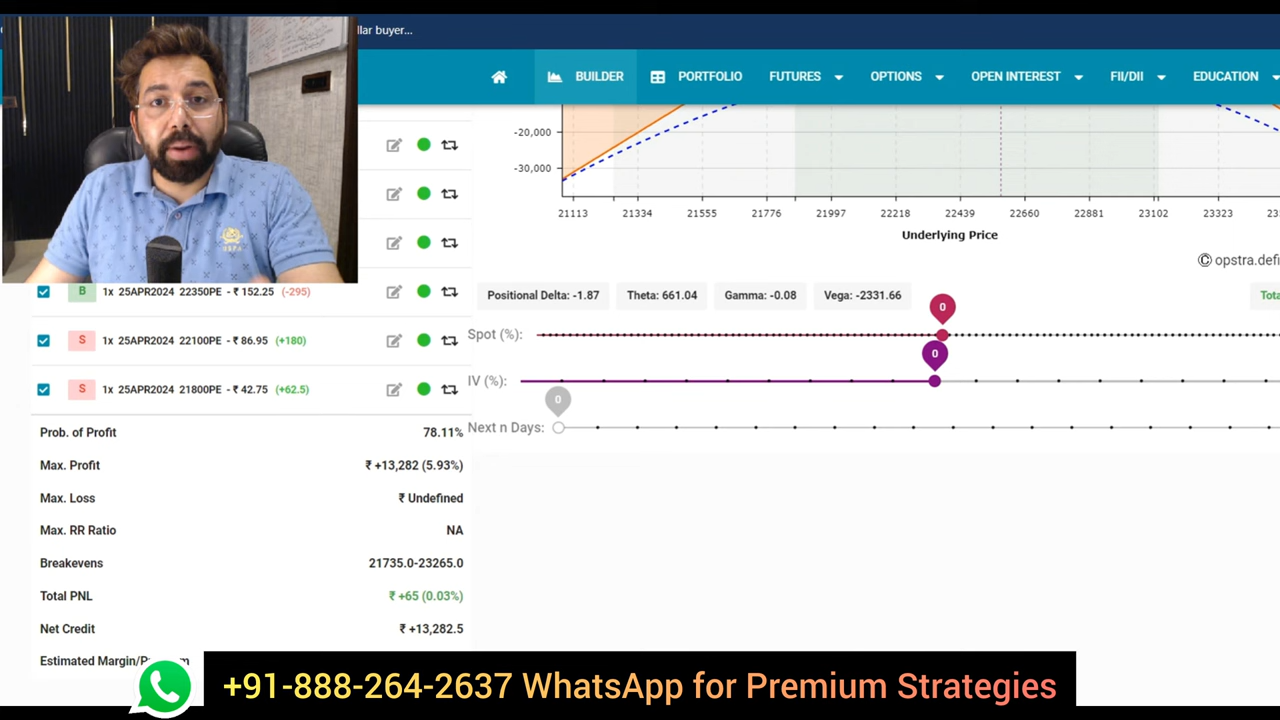 llar buyer...
BUILDER PORTFOLIO FUTURES OPTIONS OPEN INTEREST FII/DII EDUCATION
-20,000
-30,000
21113 21334 21555 21776 21997 22218 22439 22660 22881 23102 23323
Underlying Price
© opstra.defi
B 1x 25APR2024 22350PE - ₹ 152.25 (-295)
S 1x 25APR2024 22100PE - ₹ 86.95 (+180)
S 1x 25APR2024 21800PE - ₹ 42.75 (+62.5)
Prob. of Profit 78.11%
Max. Profit ₹ +13,282 (5.93%)
Max. Loss ₹ Undefined
Max. RR Ratio NA
Breakevens 21735.0-23265.0
Total PNL ₹ +65 (0.03%)
Net Credit ₹ +13,282.5
Estimated Margin/
Positional Delta: -1.87 Theta: 661.04 Gamma: -0.08 Vega: -2331.66 Tota
0
Spot (%):
0
IV (%):
0
Next n Days:
+91-888-264-2637 WhatsApp for Premium Strategies